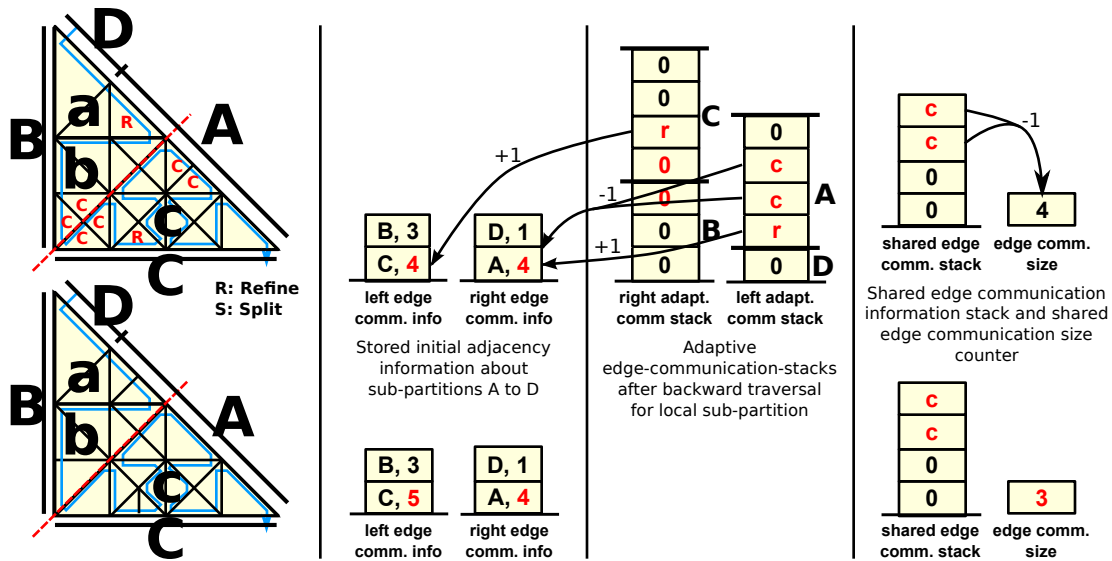 D
a
R
A
B
b
C
C
C
C
C
C
c
R
C
R: Refine
S: Split
D
a
B
A
b
c
C
B, 3
C, 4
left edge
comm. info
D, 1
A, 4
right edge
comm. info
Stored initial adjacency
information about
sub-partitions A to D
B, 3
C, 5
left edge
comm. info
D, 1
A, 4
right edge
comm. info
+1
-1
+1
0
0
r
0
0
0
0
C
B
right adapt.
comm stack
0
c
c
r
0
A
D
left adapt.
comm stack
Adaptive
edge-communication-stacks
after backward traversal
for local sub-partition
c
c
0
0
shared edge
comm. stack
-1
4
edge comm.
size
Shared edge communication
information stack and shared
edge communication size
counter
c
c
0
0
shared edge
comm. stack
3
edge comm.
size